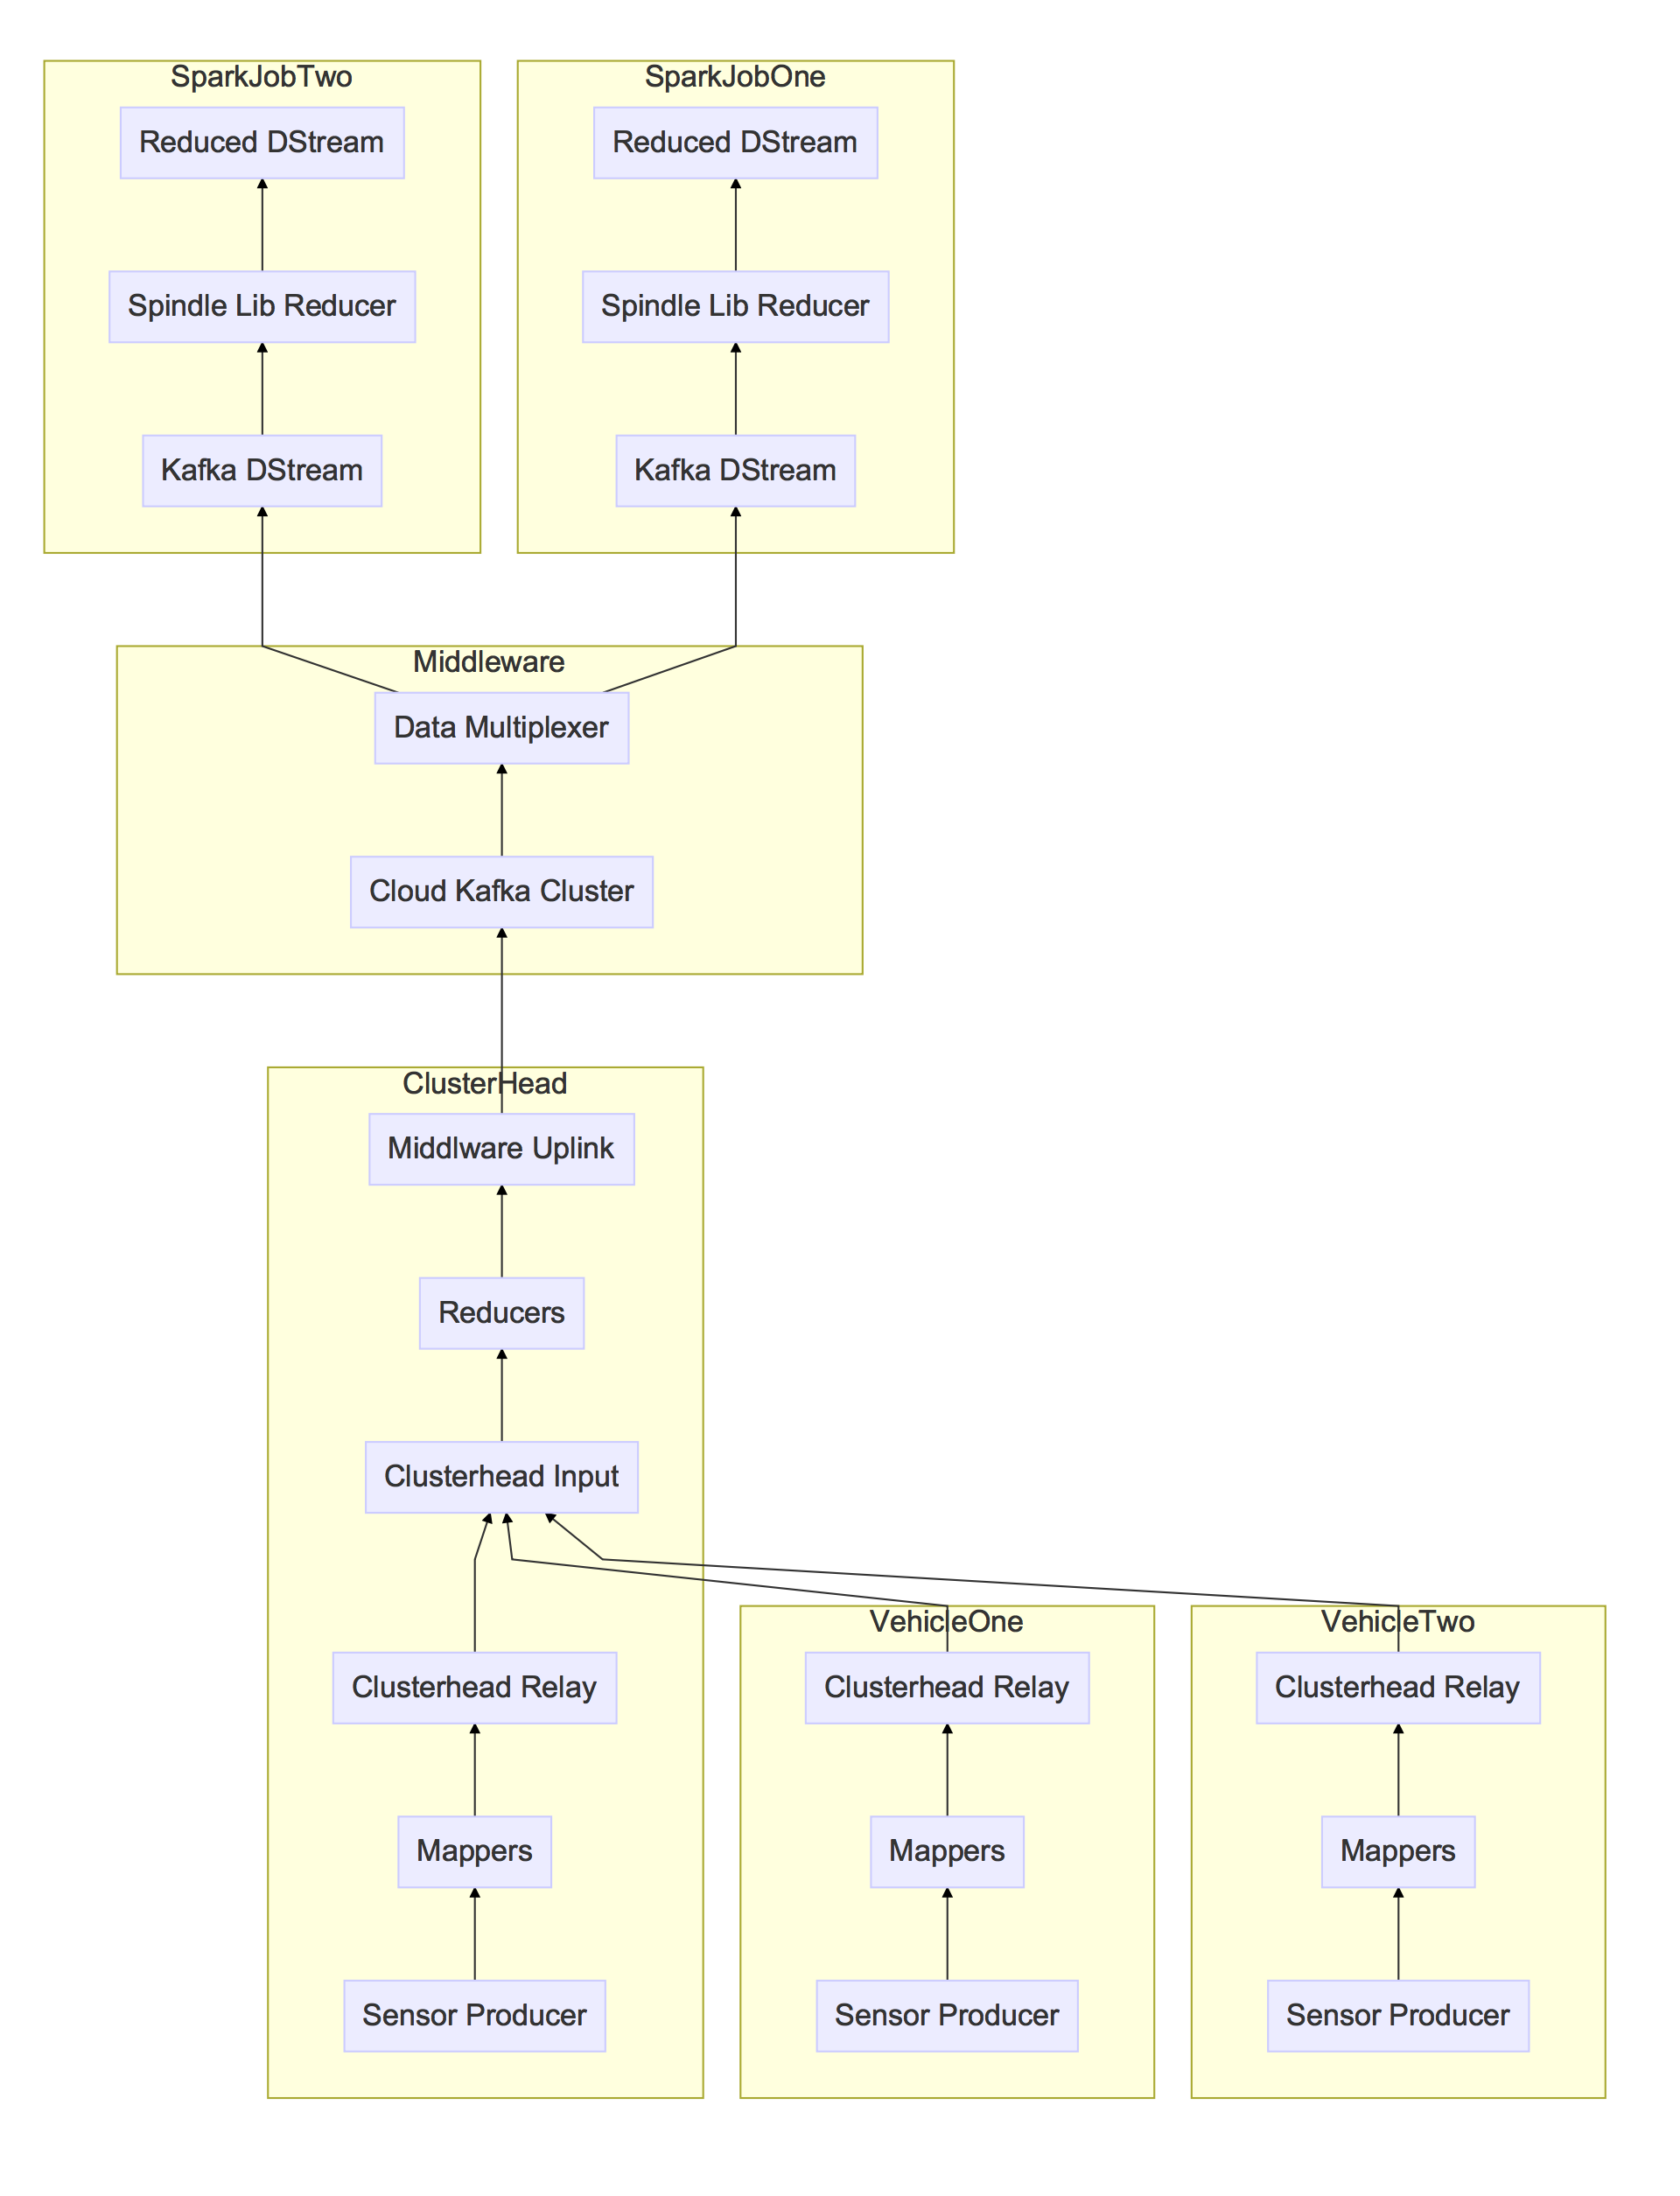 SparkJobTwo
Reduced DStream
Spindle Lib Reducer
Kafka DStream
SparkJobOne
Reduced DStream
Spindle Lib Reducer
Kafka DStream
Middleware
Data Multiplexer
Cloud Kafka Cluster
ClusterHead
Middlware Uplink
Reducers
Clusterhead Input
Clusterhead Relay
Mappers
Sensor Producer
VehicleOne
Clusterhead Relay
Mappers
Sensor Producer
VehicleTwo
Clusterhead Relay
Mappers
Sensor Producer